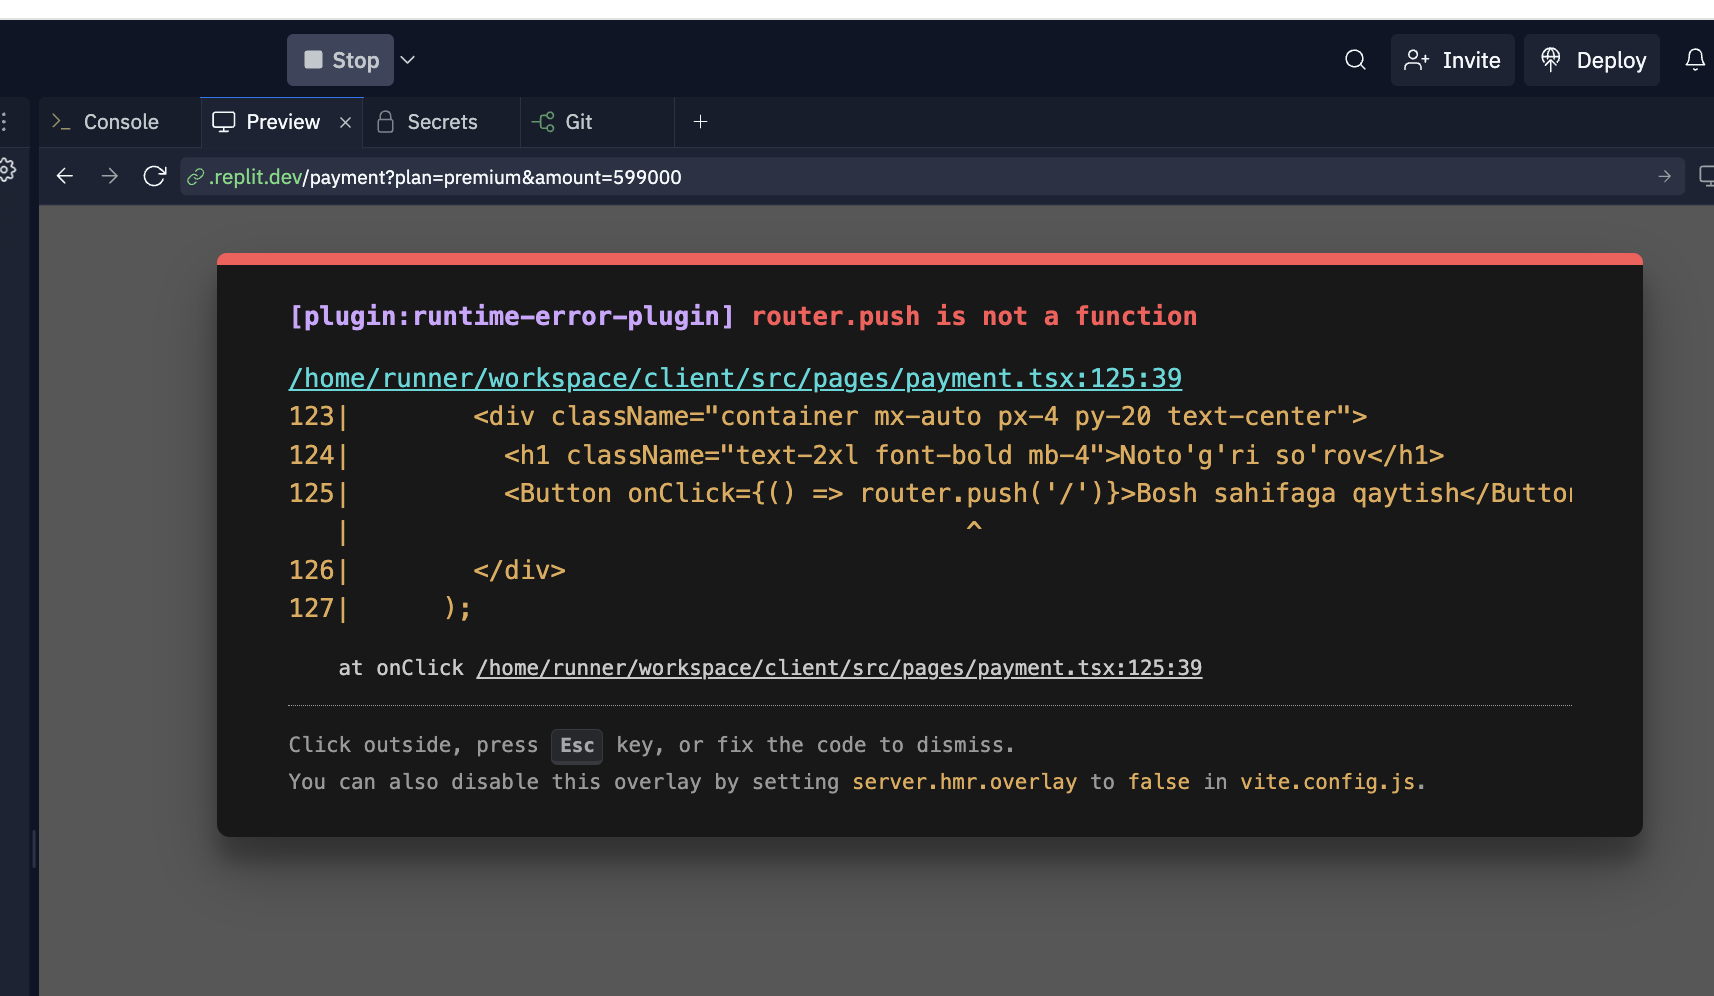 Stop
Invite
Deploy
>_ Console
Preview ×
Secrets
Git
+
.replit.dev/payment?plan=premium&amount=599000
[plugin:runtime-error-plugin] router.push is not a function
/home/runner/workspace/client/src/pages/payment.tsx:125:39
123|        <div className="container mx-auto px-4 py-20 text-center">
124|          <h1 className="text-2xl font-bold mb-4">Noto'g'ri so'rov</h1>
125|          <Button onClick={() => router.push('/')}>Bosh sahifaga qaytish</Button
   |                                        ^
126|        </div>
127|      );
at onClick /home/runner/workspace/client/src/pages/payment.tsx:125:39
Click outside, press Esc key, or fix the code to dismiss.
You can also disable this overlay by setting server.hmr.overlay to false in vite.config.js.